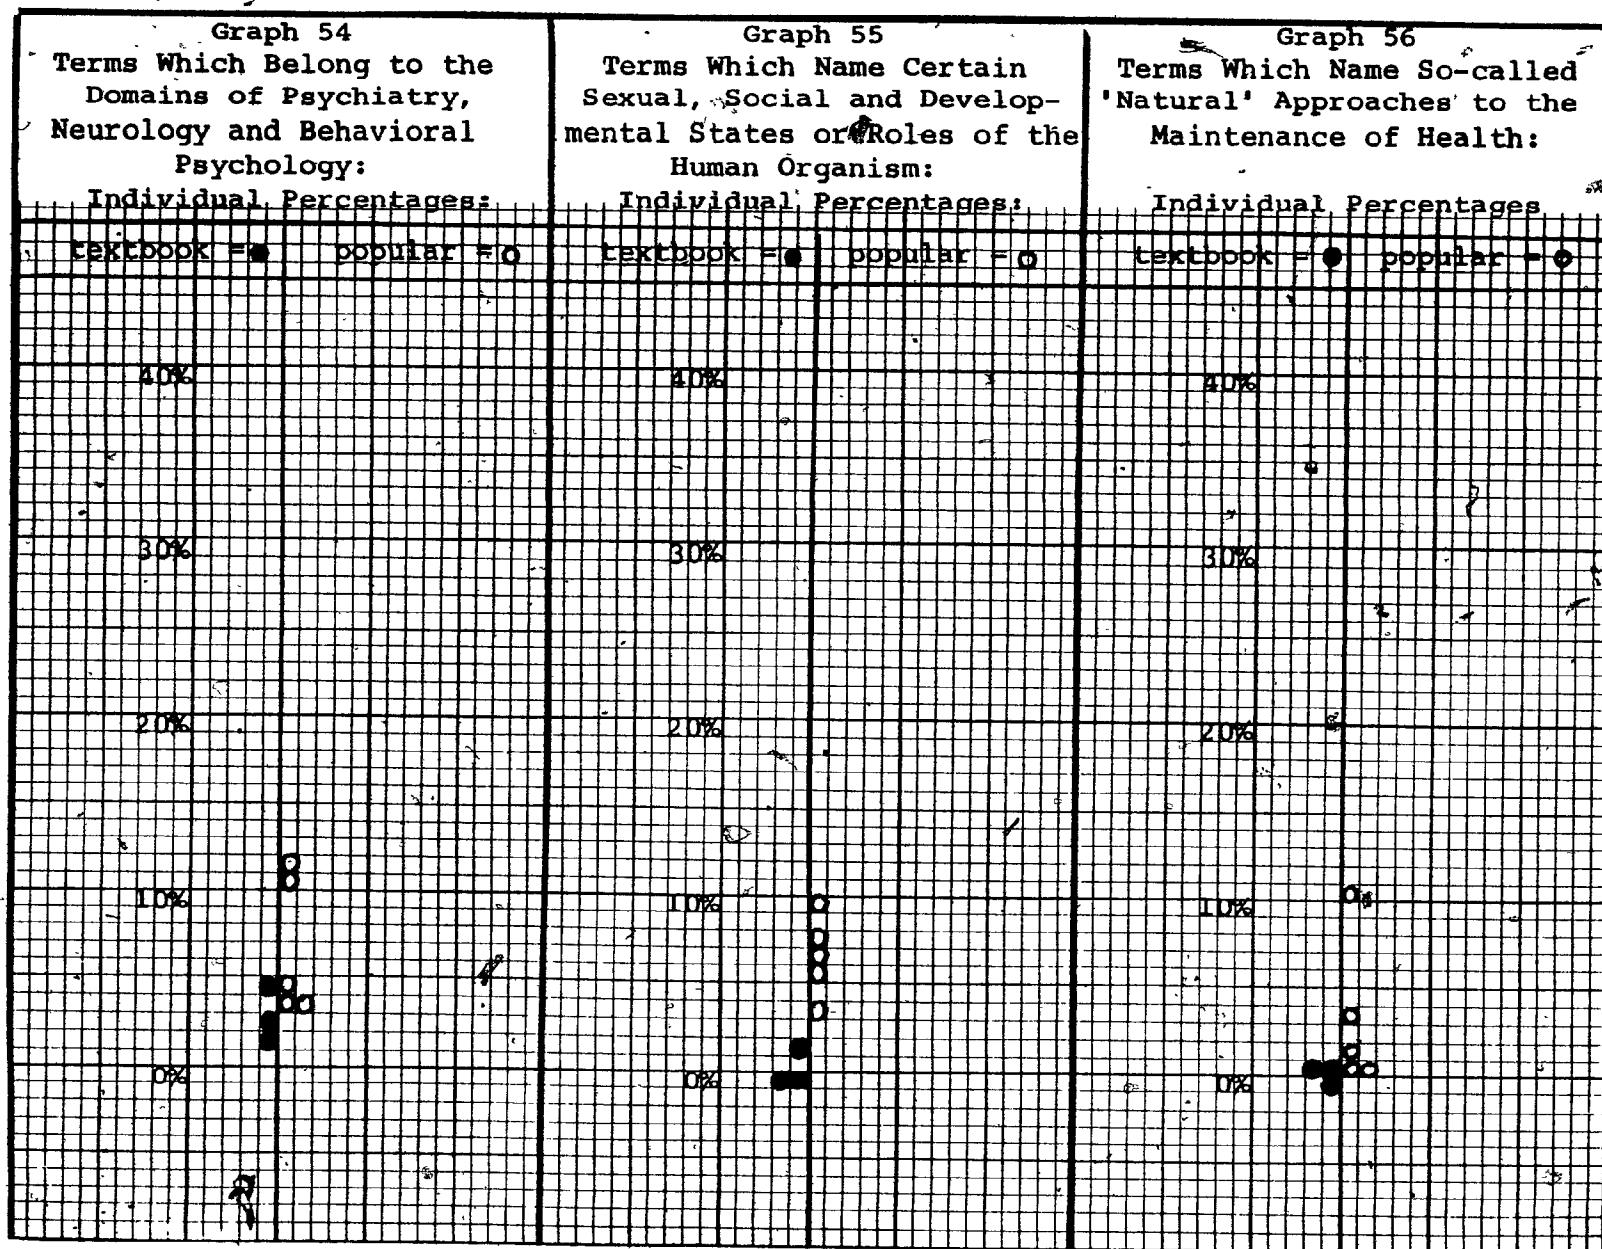 Graph 54
Terms Which Belong to the
Domains of Psychiatry,
Neurology and Behavioral
Psychology:
Individual Percentages:
textbook = ● popular = o
40%
30%
20%
10%
0%
Graph 55
Terms Which Name Certain
Sexual, Social and Develop-
mental States or Roles of the
Human Organism:
Individual Percentages:
textbook = ● popular = o
40%
30%
20%
10%
0%
Graph 56
Terms Which Name So-called
'Natural' Approaches to the
Maintenance of Health:
Individual Percentages
textbook = ● popular = o
40%
30%
20%
10%
0%